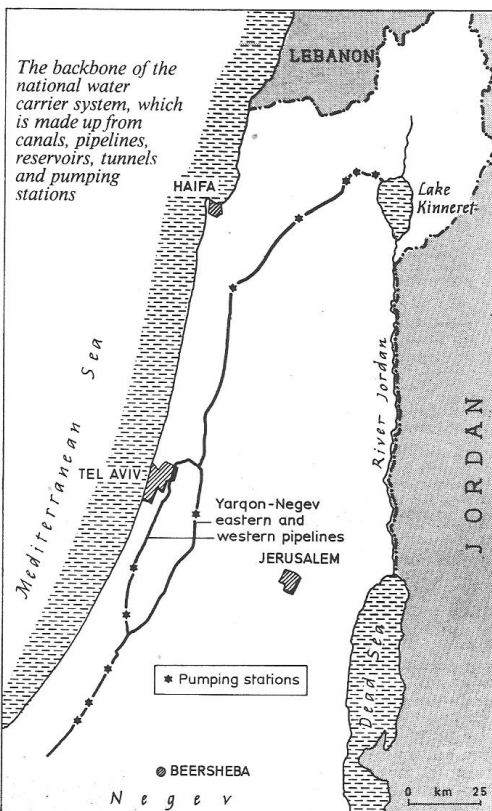 The backbone of the
national water
carrier system, which
is made up from
canals, pipelines,
reservoirs, tunnels
and pumping
stations
LEBANON
HAIFA
Lake
Kinneret
Mediterranean Sea
River Jordan
JORDAN
TEL AVIV
Yarqon-Negev
eastern and
western pipelines
JERUSALEM
Pumping stations
Dead Sea
BEERSHEBA
Negev
0 km 25